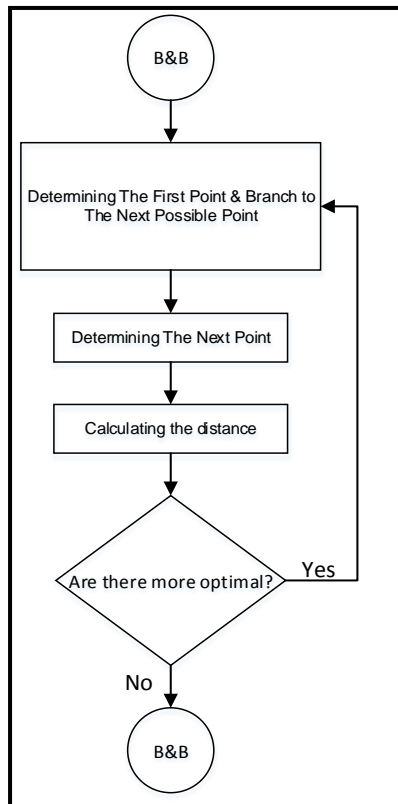 B&B
Determining The First Point & Branch to
The Next Possible Point
Determining The Next Point
Calculating the distance
Are there more optimal?
Yes
No
B&B